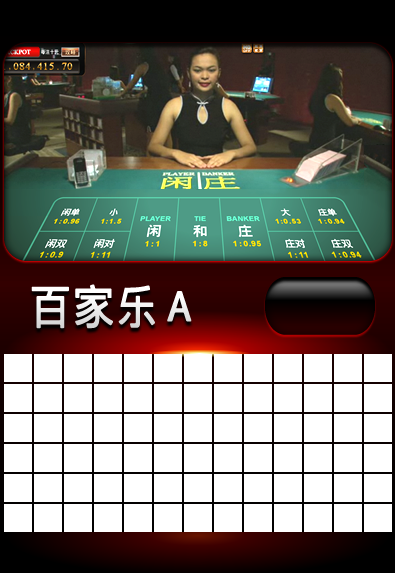 JACKPOT
.084,415.70
PLAYER BANKER
闲 庄
闲单 小 PLAYER TIE BANKER 大 庄单
1:0.96 1:1.5 闲 和 庄 1:0.53 1:0.94
闲双 闲对 1:1 1:8 1:0.95 庄对 庄双
1:0.9 1:11 1:11 1:0.94
百家乐 A